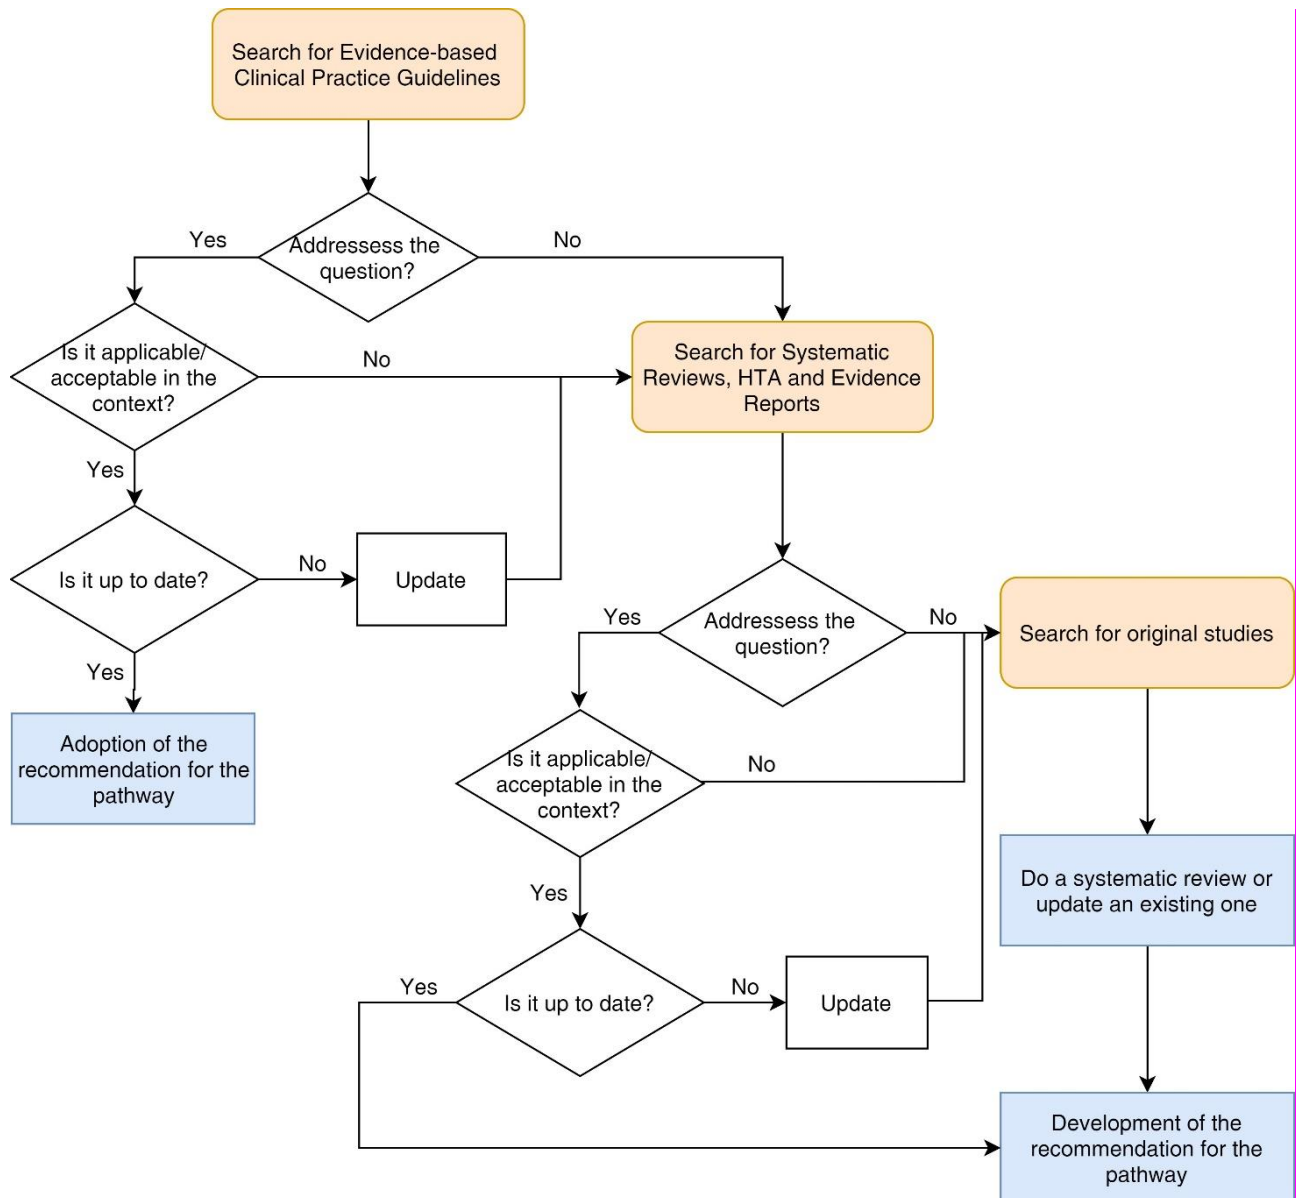 Search for Evidence-based
Clinical Practice Guidelines
Addressess the
question?
Yes
No
Is it applicable/
acceptable in the
context?
No
Yes
Search for Systematic
Reviews, HTA and Evidence
Reports
Is it up to date?
No
Update
Yes
Adoption of the
recommendation for the
pathway
Addressess the
question?
Yes
No
Search for original studies
Is it applicable/
acceptable in the
context?
No
Yes
Do a systematic review or
update an existing one
Is it up to date?
Yes
No
Update
Development of the
recommendation for the
pathway